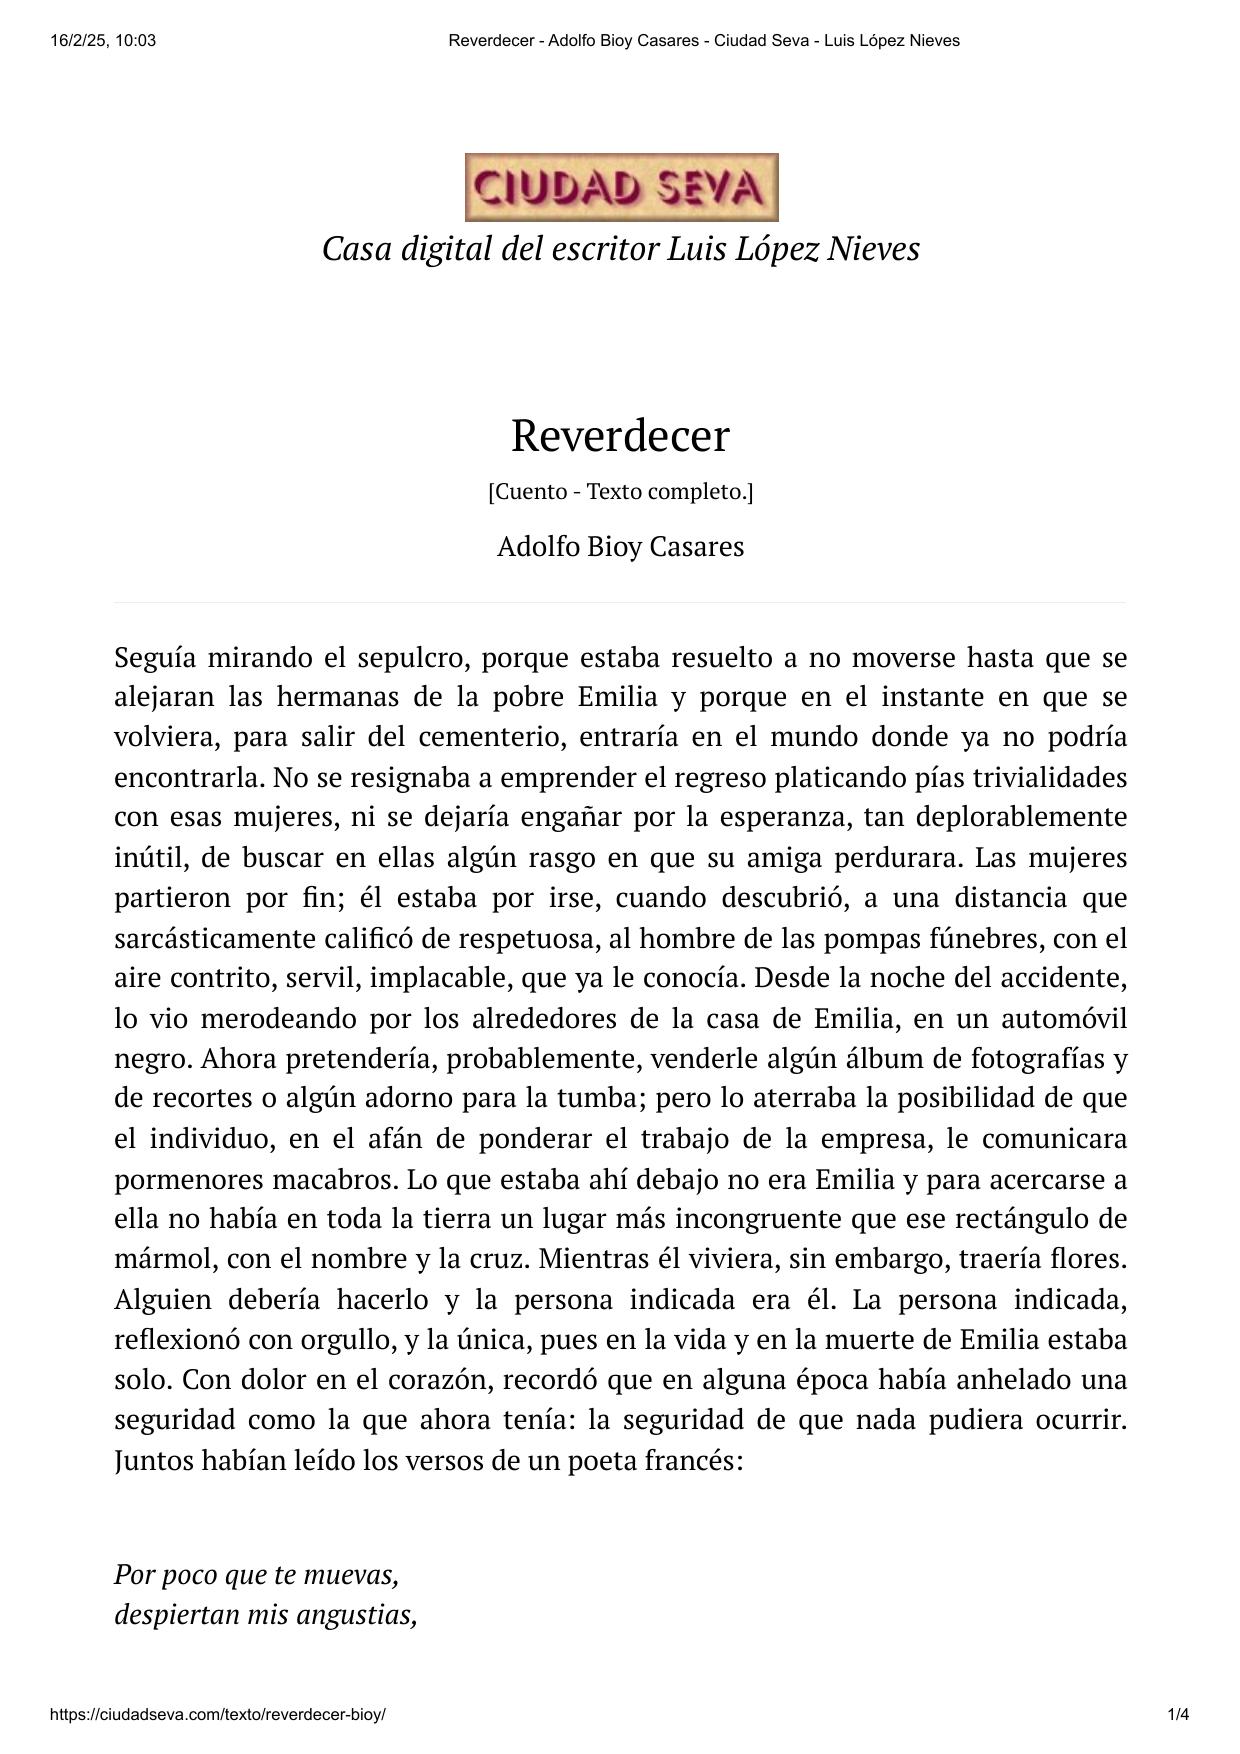 16/2/25, 10:03 Reverdecer - Adolfo Bioy Casares - Ciudad Seva - Luis López Nieves
CIUDAD SEVA
Casa digital del escritor Luis López Nieves
Reverdecer
[Cuento - Texto completo.]
Adolfo Bioy Casares
Seguía mirando el sepulcro, porque estaba resuelto a no moverse hasta que se
alejaran las hermanas de la pobre Emilia y porque en el instante en que se
volviera, para salir del cementerio, entraría en el mundo donde ya no podría
encontrarla. No se resignaba a emprender el regreso platicando pías trivialidades
con esas mujeres, ni se dejaría engañar por la esperanza, tan deplorablemente
inútil, de buscar en ellas algún rasgo en que su amiga perdurara. Las mujeres
partieron por fin; él estaba por irse, cuando descubrió, a una distancia que
sarcásticamente calificó de respetuosa, al hombre de las pompas fúnebres, con el
aire contrito, servil, implacable, que ya le conocía. Desde la noche del accidente,
lo vio merodeando por los alrededores de la casa de Emilia, en un automóvil
negro. Ahora pretendería, probablemente, venderle algún álbum de fotografías y
de recortes o algún adorno para la tumba; pero lo aterraba la posibilidad de que
el individuo, en el afán de ponderar el trabajo de la empresa, le comunicara
pormenores macabros. Lo que estaba ahí debajo no era Emilia y para acercarse a
ella no había en toda la tierra un lugar más incongruente que ese rectángulo de
mármol, con el nombre y la cruz. Mientras él viviera, sin embargo, traería flores.
Alguien debería hacerlo y la persona indicada era él. La persona indicada,
reflexionó con orgullo, y la única, pues en la vida y en la muerte de Emilia estaba
solo. Con dolor en el corazón, recordó que en alguna época había anhelado una
seguridad como la que ahora tenía: la seguridad de que nada pudiera ocurrir.
Juntos habían leído los versos de un poeta francés:
Por poco que te muevas,
despiertan mis angustias,
https://ciudadseva.com/texto/reverdecer-bioy/ 1/4